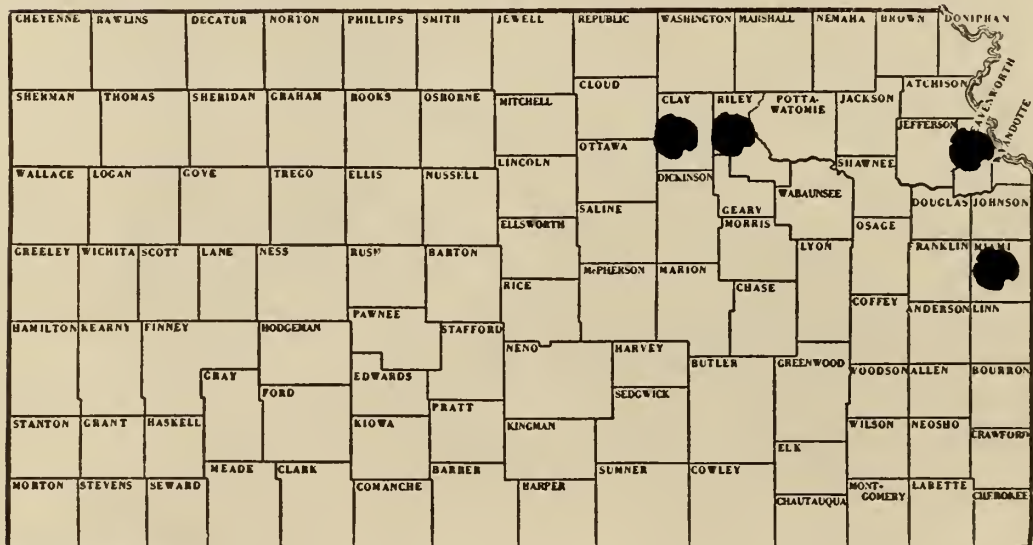 CHEYENNE RAWLINS DECATUR NORTON PHILLIPS SMITH JEWELL REPUBLIC WASHINGTON MARSHALL NEMAHA BROWN DONIPHAN
CLOUD ATCHISON
SHERMAN THOMAS SHERIDAN GRAHAM ROOKS OSBORNE MITCHELL CLAY RILEY POTTA-
WATOMIE JACKSON JEFFERSON
OTTAWA
LINCOLN SHAWNEE
WALLACE LOGAN GOVE TREGO ELLIS NUSSELL DICKINSON WABAUNSEE
SALINE GEARY DOUGLAS JOHNSON
ELLSWORTH MORRIS OSAGE
GREELEY WICHITA SCOTT LANE NESS RUSH BARTON LYON FRANKLIN MIAMI
McPHERSON MARION
RICE CHASE
COFFEY
ANDERSON LINN
HAMILTON KEARNY FINNEY HODGEMAN PAWNEE STAFFORD
NENO HARVEY
BUTLER GREENWOOD
GRAY EDWARDS WOODSON ALLEN BOURRON
FORD SEDGWICK
PRATT
STANTON GRANT HASKELL KIOWA KINGMAN WILSON NEOSHO
CRAWFORD
ELK
MEADE CLARK BARBER SUMNER COWLEY
MORTON STEVENS SEWARD COMANCHE HARPER MONT-
GOMERY LABETTE
CHAUTAUQUA CHEROKEE